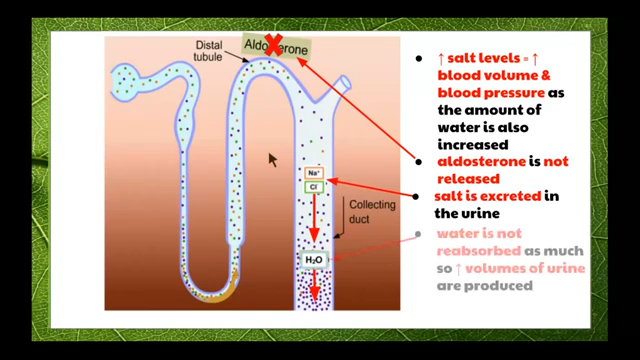 Aldosterone
Distal
tubule
Na⁺
Cl⁻
Collecting
duct
H₂O
• ↑ salt levels = ↑
blood volume &
blood pressure as
the amount of
water is also
increased
• aldosterone is not
released
• salt is excreted in
the urine
• water is not
reabsorbed as much
so ↑ volumes of urine
are produced